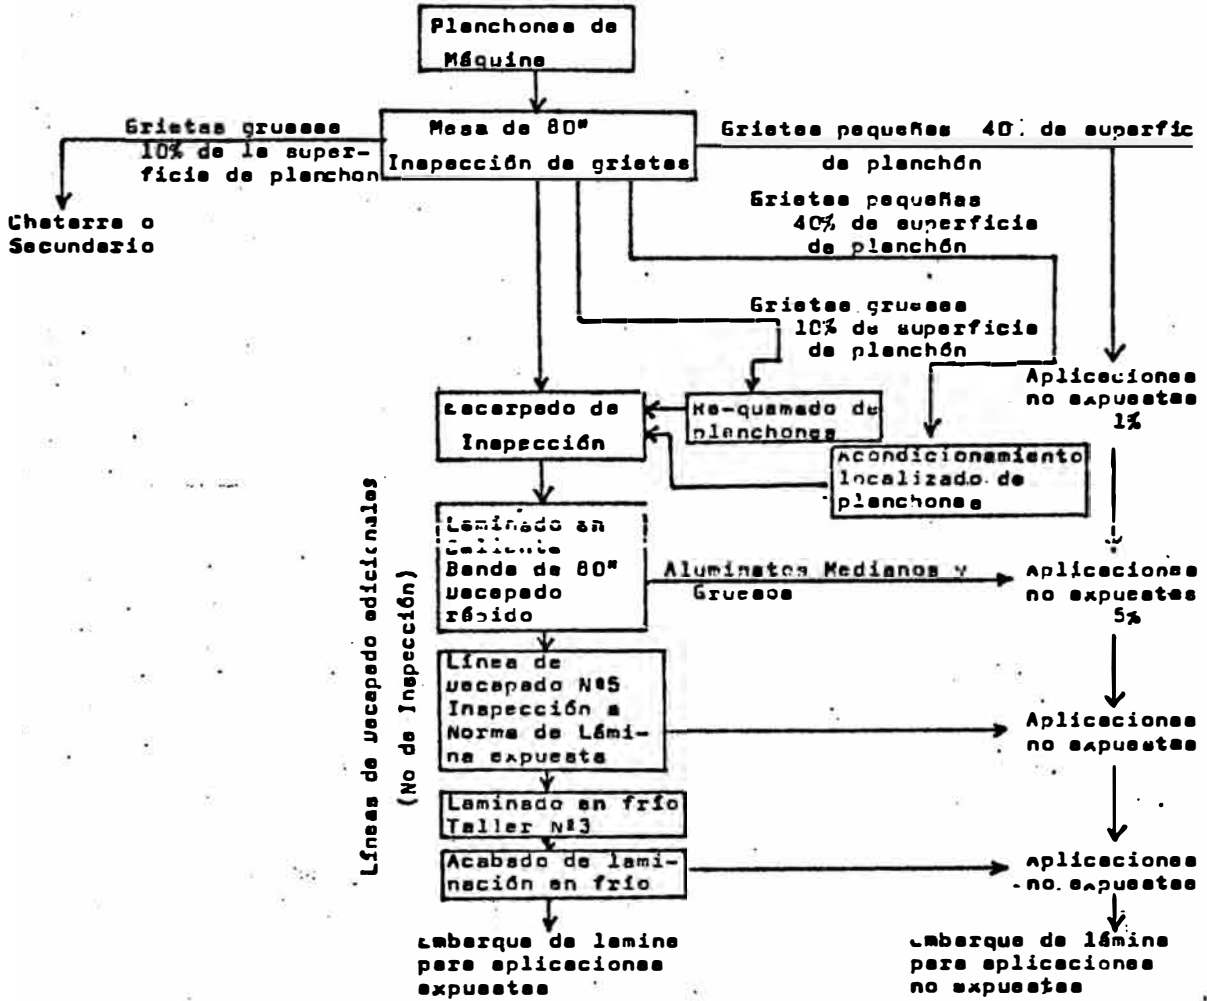 Planchones de
Máquina
Mesa de 80"
Inspección de grietas
Grietas gruesas
10% de la super-
ficie de planchon
Chatarra o
Secundario
Grietas pequeñas 40% de superfic
de planchón
Grietas pequeñas
40% de superficie
de planchón
Grietas gruesas
10% de superficie
de planchón
Aplicaciones
no expuestas
1%
Escarpado de
Inspección
Re-quemado de
planchones
Acondicionamiento
localizado de
planchones
Líneas de Decapado adicionales
(No de Inspección)
Laminado en
Caliente
Banda de 80"
Decapado
rápido
Aluminatos Medianos y
Gruesos
Aplicaciones
no expuestas
5%
Línea de
Decapado Nº5
Inspección a
Norma de Lámi-
na expuesta
Aplicaciones
no expuestas
Laminado en frío
Taller Nº3
Acabado de lami-
nación en frío
Aplicaciones
no expuestas
Embarque de lamina
para aplicaciones
expuestas
Embarque de lámina
para aplicaciones
no expuestas